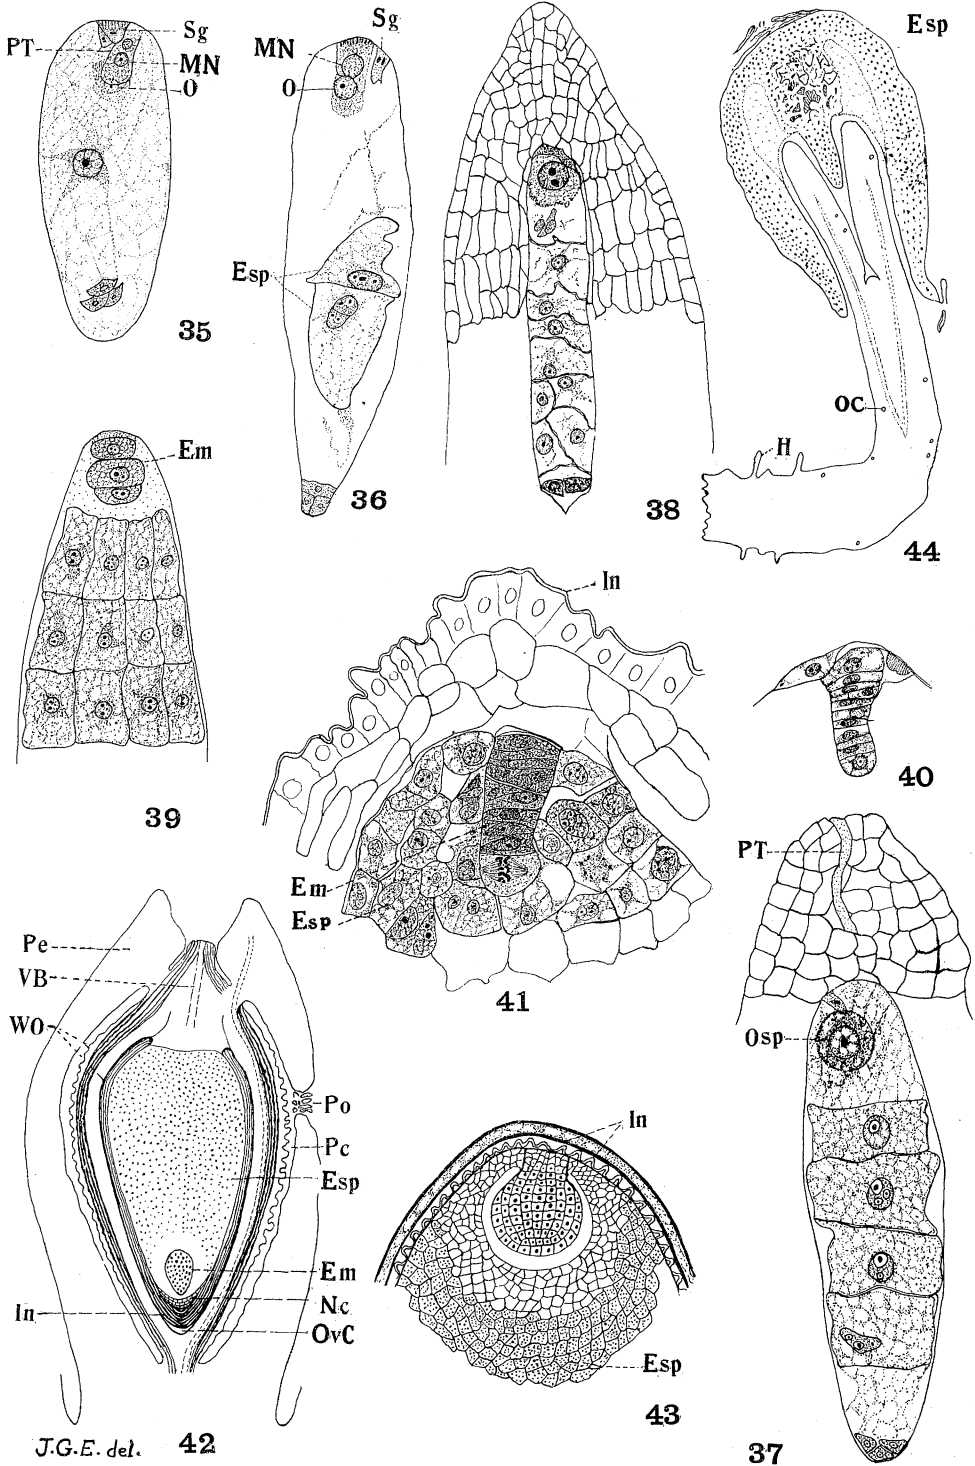 Sg
PT
MN
O
35
Sg
MN
O
Esp
36
38
Esp
OC
H
44
Em
39
In
Em
Esp
41
40
PT
Osp
37
Pe
VB
WO
Po
Pc
Esp
Em
Nc
In
OvC
J.G.E. del.
42
In
Esp
43